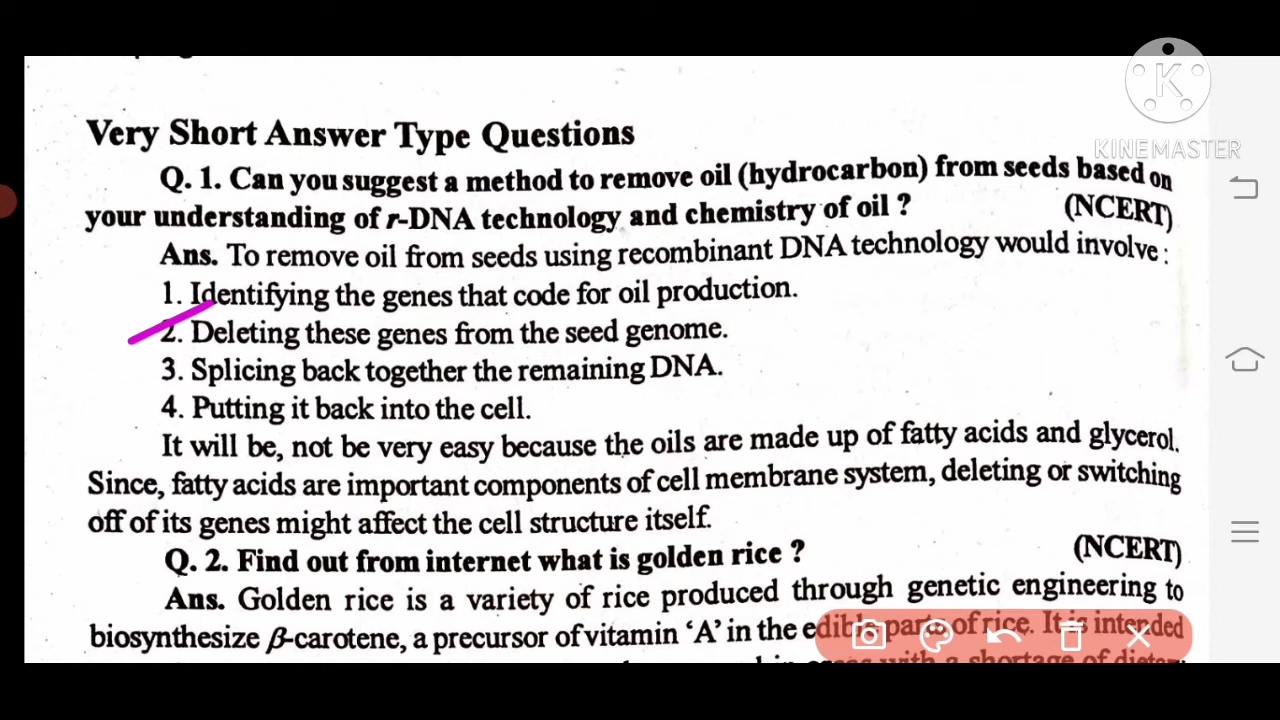 K
KINEMASTER
Very Short Answer Type Questions
Q. 1. Can you suggest a method to remove oil (hydrocarbon) from seeds based on
your understanding of r-DNA technology and chemistry of oil ? (NCERT)
Ans. To remove oil from seeds using recombinant DNA technology would involve :
1. Identifying the genes that code for oil production.
2. Deleting these genes from the seed genome.
3. Splicing back together the remaining DNA.
4. Putting it back into the cell.
It will be, not be very easy because the oils are made up of fatty acids and glycerol.
Since, fatty acids are important components of cell membrane system, deleting or switching
off of its genes might affect the cell structure itself.
Q. 2. Find out from internet what is golden rice ? (NCERT)
Ans. Golden rice is a variety of rice produced through genetic engineering to
biosynthesize β-carotene, a precursor of vitamin ‘A’ in the edible parts of rice. It is intended
with a shortage of dietary